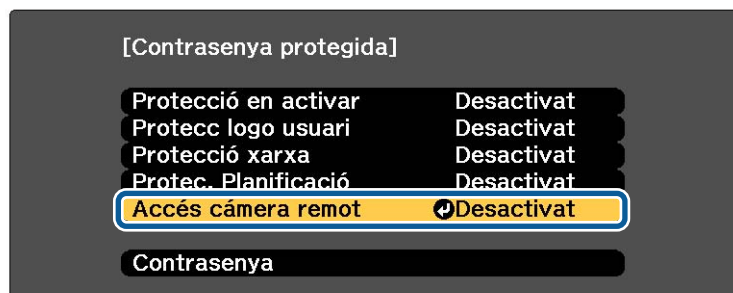 [Contrasenya protegida]
Protecció en activar Desactivat
Protecc logo usuari Desactivat
Protecció xarxa Desactivat
Protec. Planificació Desactivat
Accés cámera remot Desactivat
Contrasenya